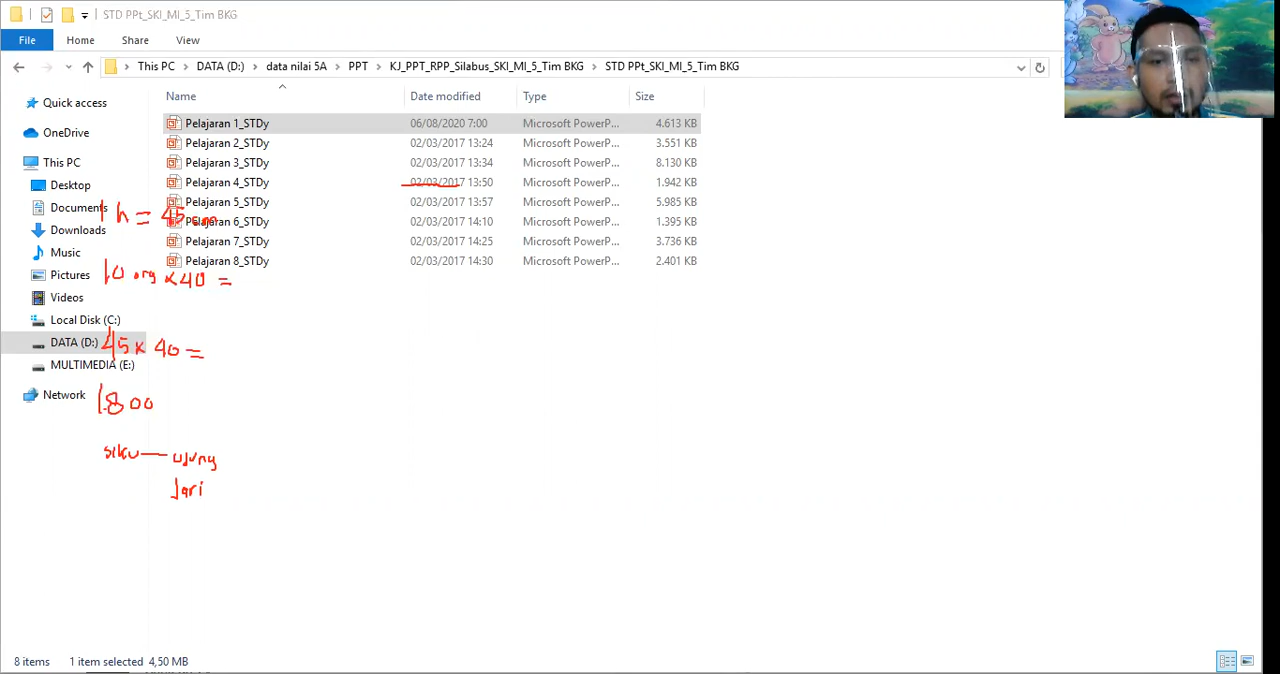 STD PPt_SKI_MI_5_Tim BKG
File Home Share View
This PC DATA (D:) data nilai 5A PPT KJ_PPT_RPP_Silabus_SKI_MI_5_Tim BKG STD PPt_SKI_MI_5_Tim BKG
Name Date modified Type Size
Quick access
OneDrive
This PC
Desktop
Documents
Downloads
Music
Pictures
Videos
Local Disk (C:)
DATA (D:)
MULTIMEDIA (E:)
Network
Pelajaran 1_STDy 06/08/2020 7:00 Microsoft PowerP... 4.613 KB
Pelajaran 2_STDy 02/03/2017 13:24 Microsoft PowerP... 3.551 KB
Pelajaran 3_STDy 02/03/2017 13:34 Microsoft PowerP... 8.130 KB
Pelajaran 4_STDy 02/03/2017 13:50 Microsoft PowerP... 1.942 KB
Pelajaran 5_STDy 02/03/2017 13:57 Microsoft PowerP... 5.985 KB
Pelajaran 6_STDy 02/03/2017 14:10 Microsoft PowerP... 1.395 KB
Pelajaran 7_STDy 02/03/2017 14:25 Microsoft PowerP... 3.736 KB
Pelajaran 8_STDy 02/03/2017 14:30 Microsoft PowerP... 2.401 KB
1 h = 45 cm
10 org x 40 =
45 x 40 =
1.800
siku — ujung
Jari
8 items 1 item selected 4,50 MB